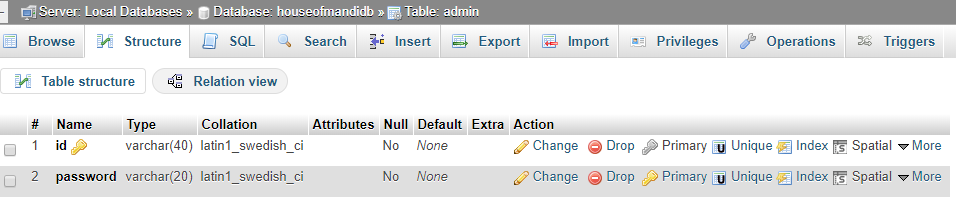 Server: Local Databases » Database: houseofmandidb » Table: admin
Browse Structure SQL Search Insert Export Import Privileges Operations Triggers
Table structure Relation view
# Name Type Collation Attributes Null Default Extra Action
1 id varchar(40) latin1_swedish_ci No None Change Drop Primary Unique Index Spatial More
2 password varchar(20) latin1_swedish_ci No None Change Drop Primary Unique Index Spatial More